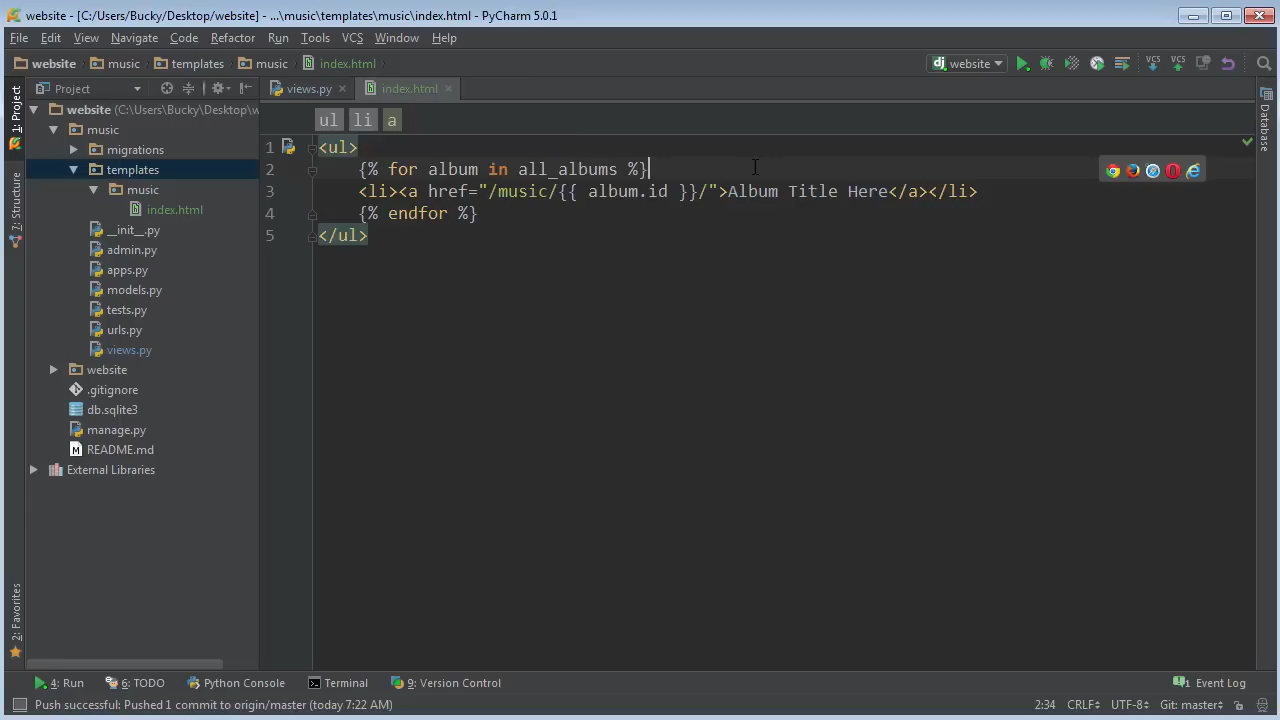 website - [C:/Users/Bucky/Desktop/website] - ...\music\templates\music\index.html - PyCharm 5.0.1
File Edit View Navigate Code Refactor Run Tools VCS Window Help
website music templates music index.html
dj website VCS VCS
1: Project
7: Structure
2: Favorites
Project
website (C:\Users\Bucky\Desktop\w
music
migrations
templates
music
index.html
__init__.py
admin.py
apps.py
models.py
tests.py
urls.py
views.py
website
.gitignore
db.sqlite3
manage.py
M README.md
External Libraries
views.py index.html
ul li a
1 <ul>
2 {% for album in all_albums %}
3 <li><a href="/music/{{ album.id }}/">Album Title Here</a></li>
4 {% endfor %}
5 </ul>
Database
4: Run 6: TODO Python Console Terminal 9: Version Control 1 Event Log
Push successful: Pushed 1 commit to origin/master (today 7:22 AM) 2:34 CRLF UTF-8 Git: master